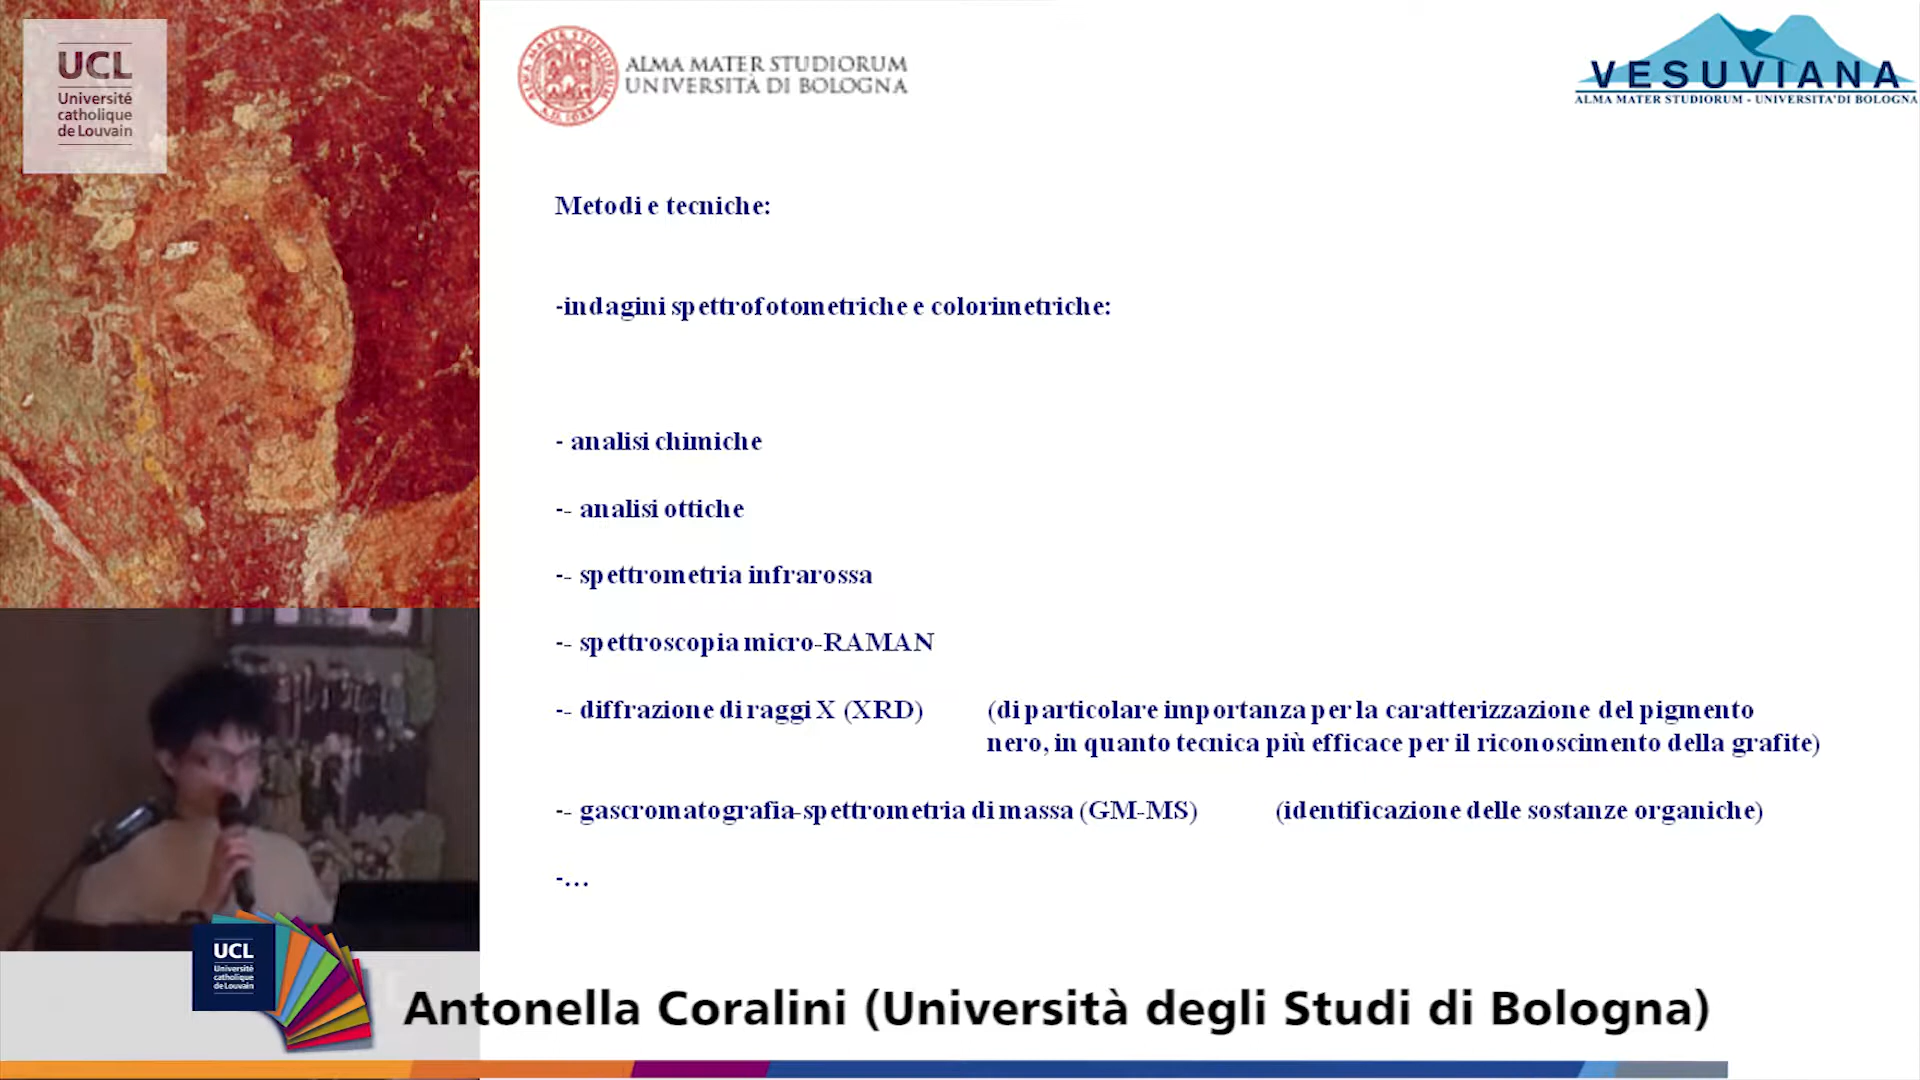 UCL
Université
catholique
de Louvain
ALMA MATER STUDIORUM
UNIVERSITÀ DI BOLOGNA
VESUVIANA
ALMA MATER STUDIORUM - UNIVERSITA'DI BOLOGNA
Metodi e tecniche:
-indagini spettrofotometriche e colorimetriche:
- analisi chimiche
-- analisi ottiche
-- spettrometria infrarossa
-- spettroscopia micro-RAMAN
-- diffrazione di raggi X (XRD) (di particolare importanza per la caratterizzazione del pigmento
nero, in quanto tecnica più efficace per il riconoscimento della grafite)
-- gascromatografia-spettrometria di massa (GM-MS) (identificazione delle sostanze organiche)
-...
UCL
Université
catholique
de Louvain
Antonella Coralini (Università degli Studi di Bologna)